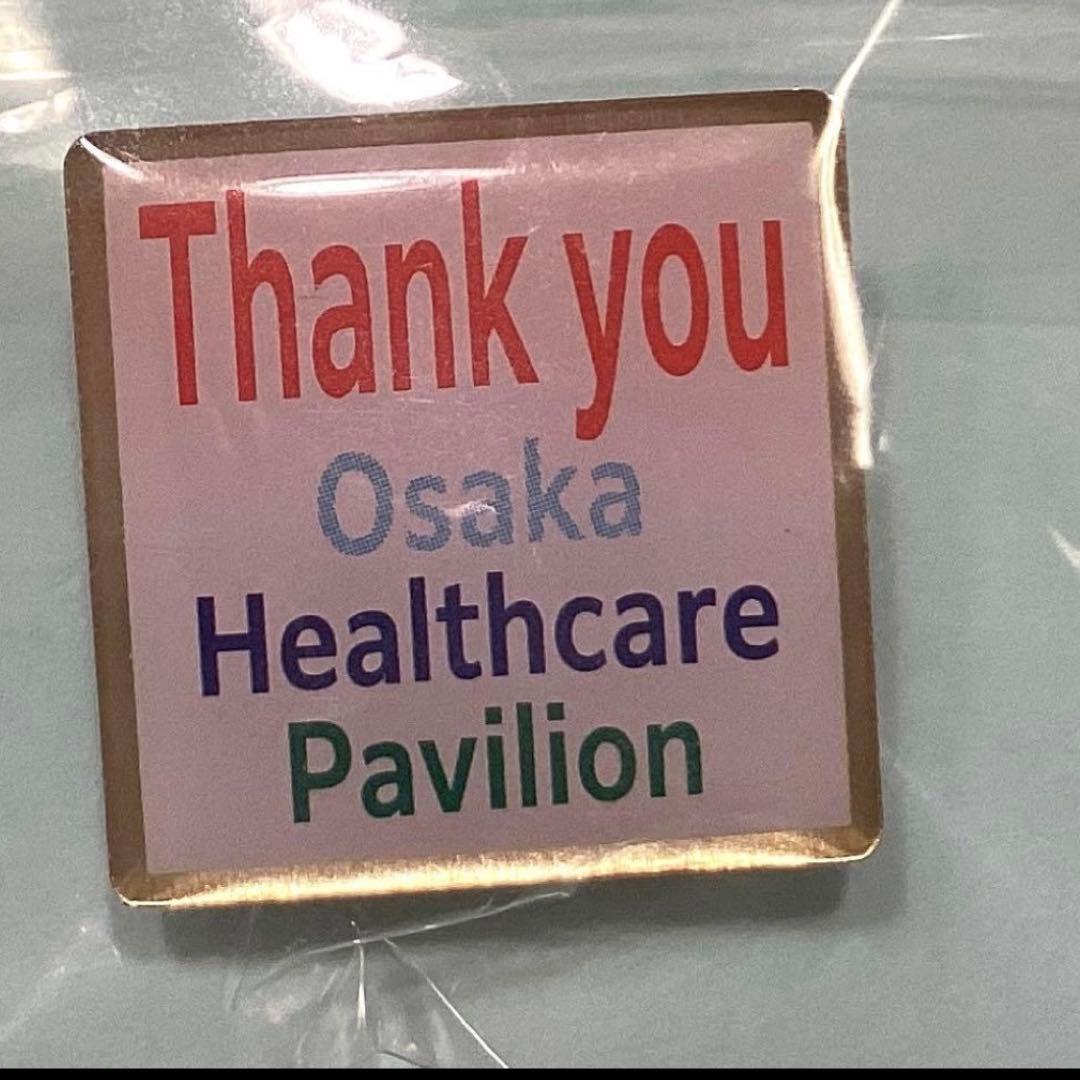 Thank you
Osaka
Healthcare
Pavilion